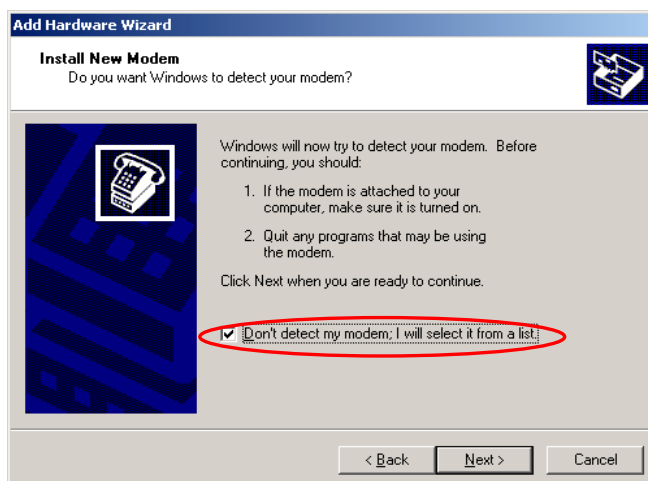 Add Hardware Wizard
Install New Modem
Do you want Windows to detect your modem?
Windows will now try to detect your modem. Before
continuing, you should:
1. If the modem is attached to your
computer, make sure it is turned on.
2. Quit any programs that may be using
the modem.
Click Next when you are ready to continue.
Don't detect my modem; I will select it from a list.
< Back Next > Cancel